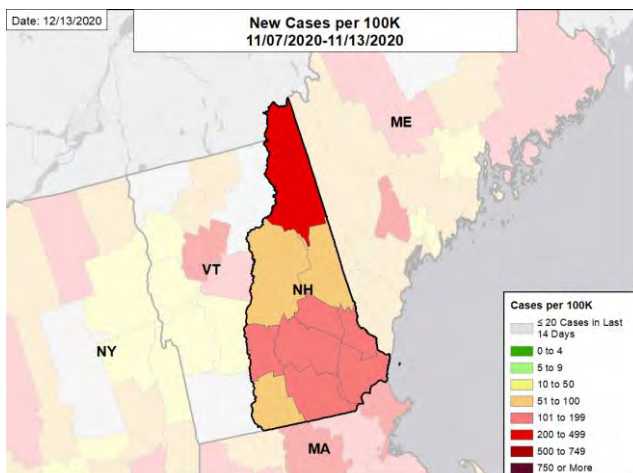 Date: 12/13/2020
New Cases per 100K
11/07/2020-11/13/2020
ME
VT
NH
NY
MA
Cases per 100K
≤ 20 Cases in Last
14 Days
0 to 4
5 to 9
10 to 50
51 to 100
101 to 199
200 to 499
500 to 749
750 or More